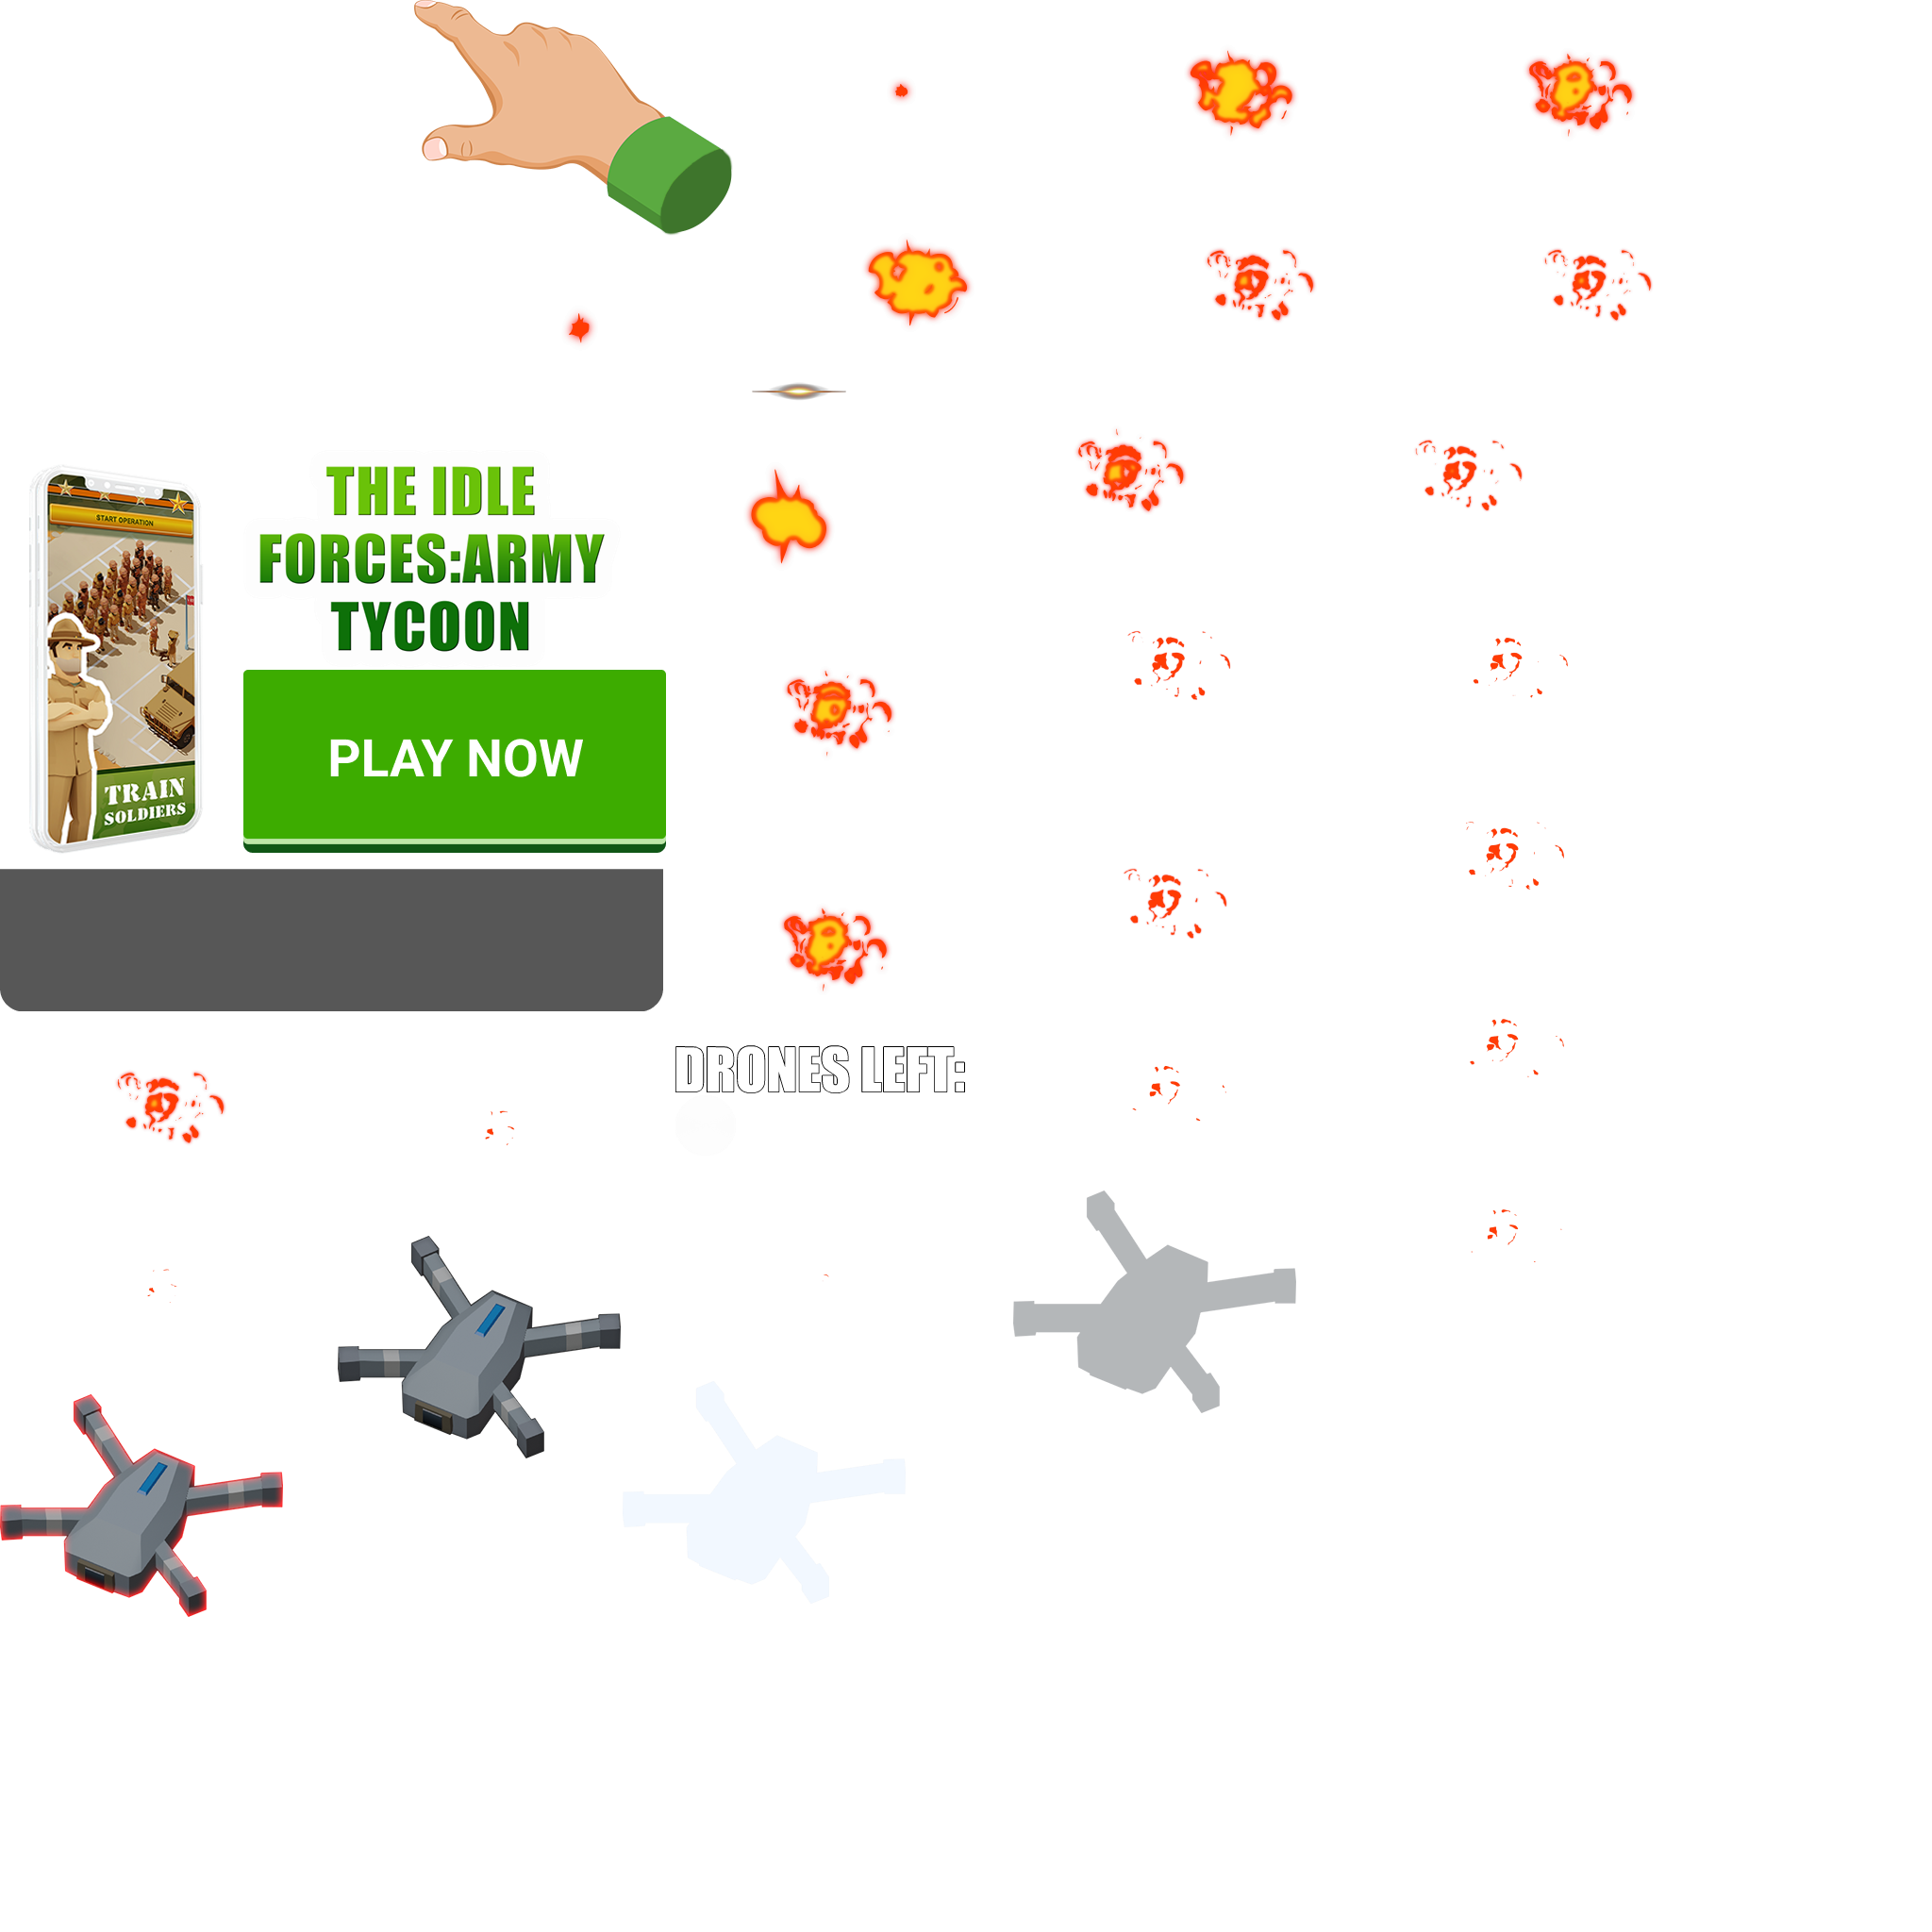 START OPERATION
TRAIN
SOLDIERS
THE IDLE
FORCES:ARMY
TYCOON
PLAY NOW
DRONES LEFT: